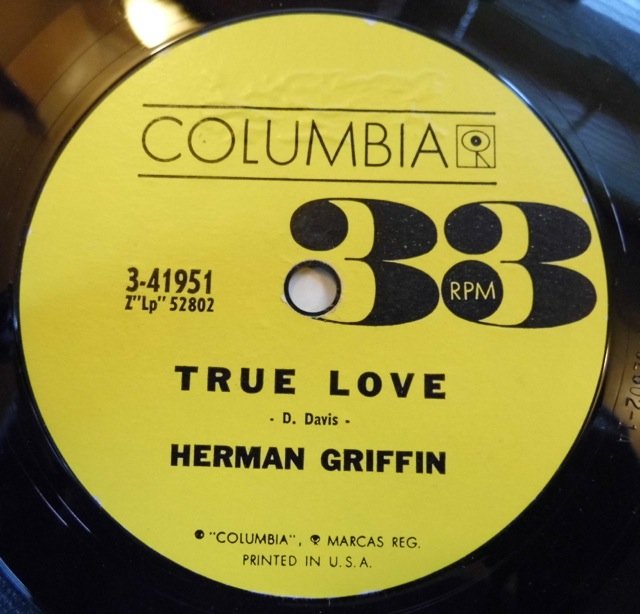 COLUMBIA
33
RPM
3-41951
Z"Lp" 52802
TRUE LOVE
- D. Davis -
HERMAN GRIFFIN
"COLUMBIA", MARCAS REG.
PRINTED IN U.S.A.